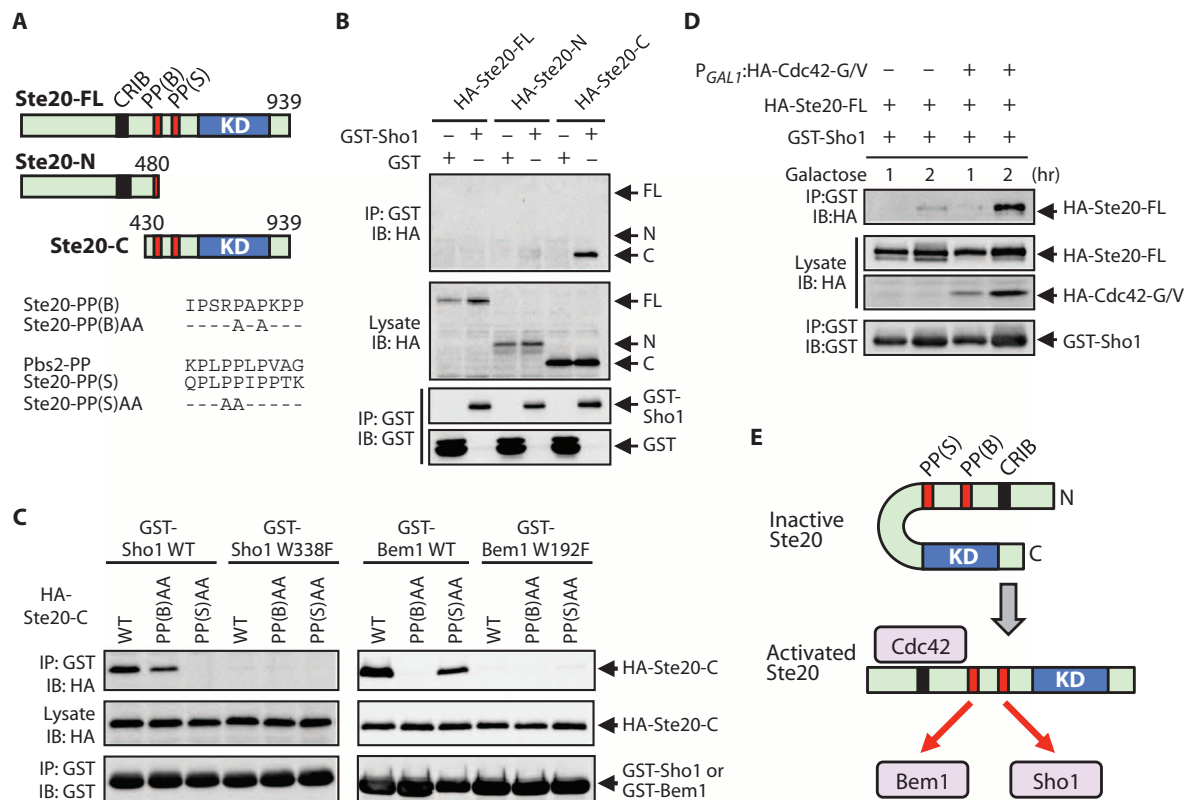 A
Ste20-FL
CRIB
PP(B)
PP(S)
939
KD
Ste20-N
480
430
939
Ste20-C
KD
Ste20-PP(B) IPSRPAPKPP
Ste20-PP(B)AA ----A-A---
Pbs2-PP KPLPPLPVAG
Ste20-PP(S) QPLPPIPPTK
Ste20-PP(S)AA ---AA-----
B
HA-Ste20-FL
HA-Ste20-N
HA-Ste20-C
GST-Sho1 – + – + – +
GST + – + – + –
IP: GST
IB: HA
FL
N
C
Lysate
IB: HA
FL
N
C
IP: GST
IB: GST
GST-
Sho1
GST
C
GST-
Sho1 WT
GST-
Sho1 W338F
GST-
Bem1 WT
GST-
Bem1 W192F
HA-
Ste20-C
WT
PP(B)AA
PP(S)AA
WT
PP(B)AA
PP(S)AA
WT
PP(B)AA
PP(S)AA
WT
PP(B)AA
PP(S)AA
IP: GST
IB: HA
HA-Ste20-C
Lysate
IB: HA
HA-Ste20-C
IP: GST
IB: GST
GST-Sho1 or
GST-Bem1
D
PGAL1:HA-Cdc42-G/V – – + +
HA-Ste20-FL + + + +
GST-Sho1 + + + +
Galactose 1 2 1 2 (hr)
IP:GST
IB:HA
HA-Ste20-FL
Lysate
IB: HA
HA-Ste20-FL
HA-Cdc42-G/V
IP:GST
IB:GST
GST-Sho1
E
PP(S)
PP(B)
CRIB
N
Inactive
Ste20
KD
C
Activated
Ste20
Cdc42
KD
Bem1
Sho1